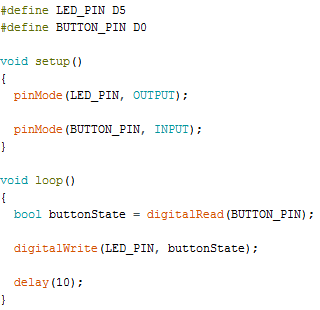 #define LED_PIN D5
#define BUTTON_PIN D0

void setup()
{
  pinMode(LED_PIN, OUTPUT);

  pinMode(BUTTON_PIN, INPUT);
}

void loop()
{
  bool buttonState = digitalRead(BUTTON_PIN);

  digitalWrite(LED_PIN, buttonState);

  delay(10);
}